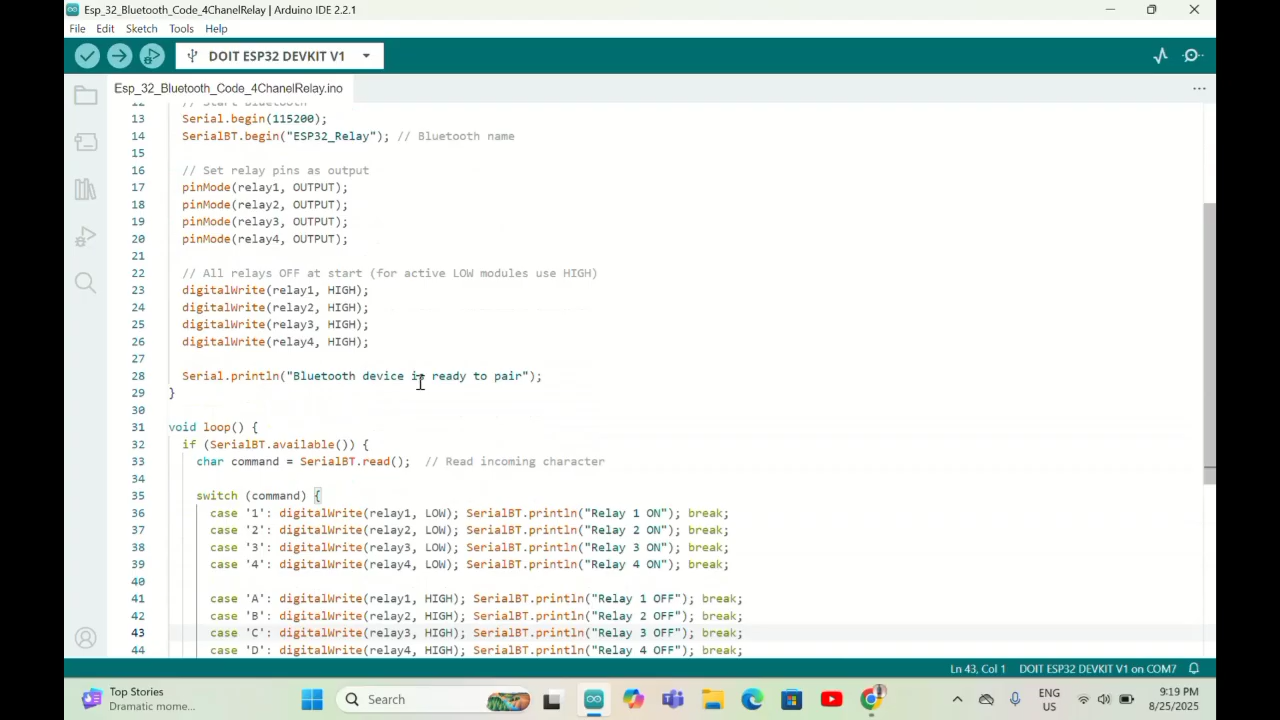 Esp_32_Bluetooth_Code_4ChanelRelay | Arduino IDE 2.2.1
File Edit Sketch Tools Help
DOIT ESP32 DEVKIT V1
Esp_32_Bluetooth_Code_4ChanelRelay.ino
12 // Start Bluetooth
13 Serial.begin(115200);
14 SerialBT.begin("ESP32_Relay"); // Bluetooth name
15
16 // Set relay pins as output
17 pinMode(relay1, OUTPUT);
18 pinMode(relay2, OUTPUT);
19 pinMode(relay3, OUTPUT);
20 pinMode(relay4, OUTPUT);
21
22 // All relays OFF at start (for active LOW modules use HIGH)
23 digitalWrite(relay1, HIGH);
24 digitalWrite(relay2, HIGH);
25 digitalWrite(relay3, HIGH);
26 digitalWrite(relay4, HIGH);
27
28 Serial.println("Bluetooth device is ready to pair");
29 }
30
31 void loop() {
32 if (SerialBT.available()) {
33 char command = SerialBT.read(); // Read incoming character
34
35 switch (command) {
36 case '1': digitalWrite(relay1, LOW); SerialBT.println("Relay 1 ON"); break;
37 case '2': digitalWrite(relay2, LOW); SerialBT.println("Relay 2 ON"); break;
38 case '3': digitalWrite(relay3, LOW); SerialBT.println("Relay 3 ON"); break;
39 case '4': digitalWrite(relay4, LOW); SerialBT.println("Relay 4 ON"); break;
40
41 case 'A': digitalWrite(relay1, HIGH); SerialBT.println("Relay 1 OFF"); break;
42 case 'B': digitalWrite(relay2, HIGH); SerialBT.println("Relay 2 OFF"); break;
43 case 'C': digitalWrite(relay3, HIGH); SerialBT.println("Relay 3 OFF"); break;
44 case 'D': digitalWrite(relay4, HIGH); SerialBT.println("Relay 4 OFF"); break;
Ln 43, Col 1 DOIT ESP32 DEVKIT V1 on COM7
Top Stories
Dramatic mome...
Search
ENG
US
9:19 PM
8/25/2025